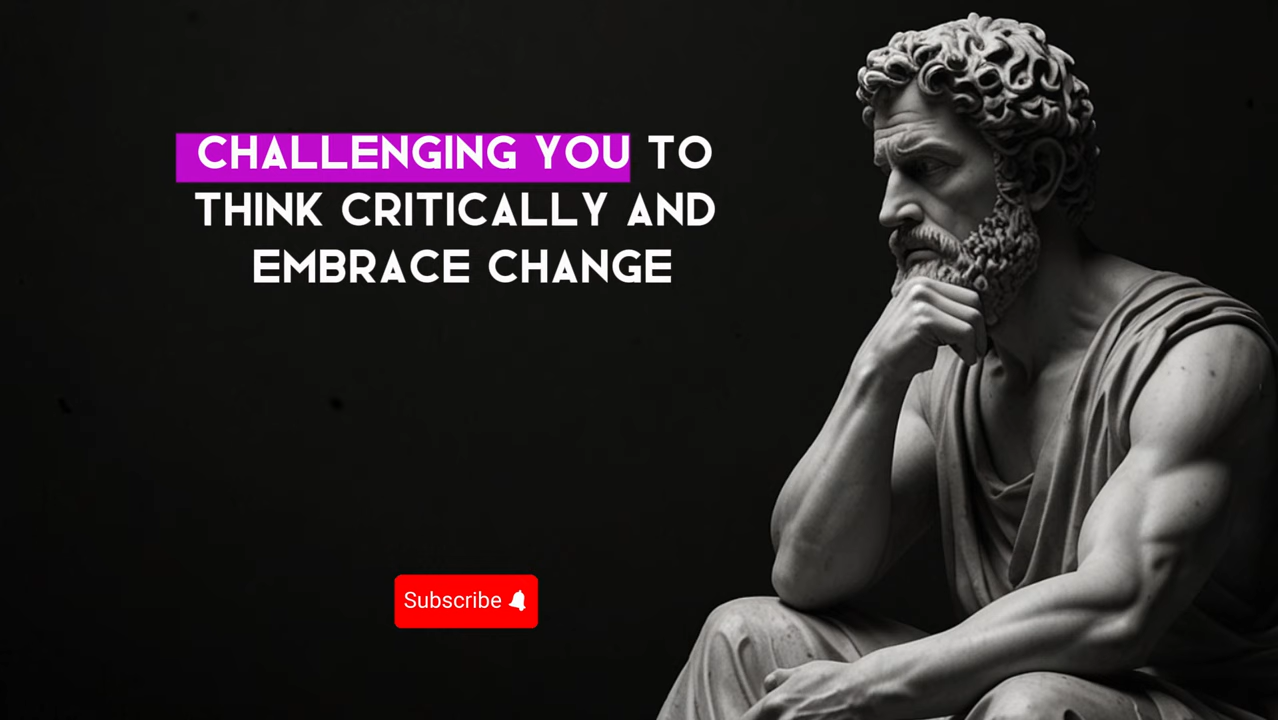 CHALLENGING YOU TO
THINK CRITICALLY AND
EMBRACE CHANGE
Subscribe